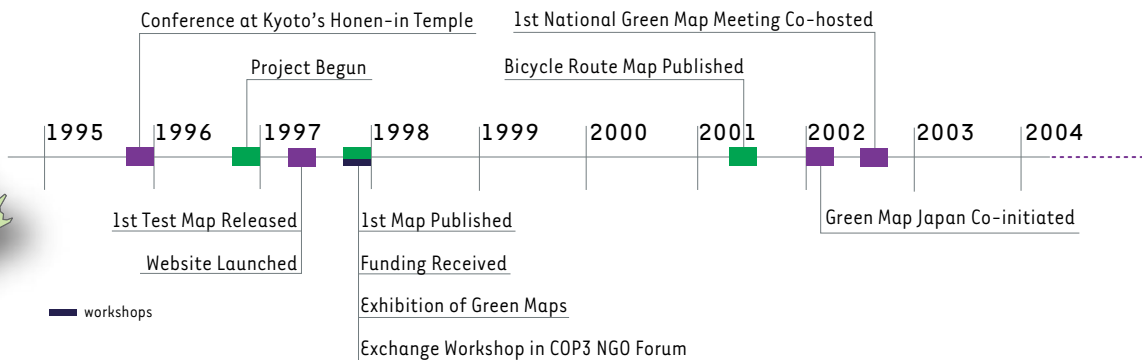 Conference at Kyoto's Honen-in Temple
1st National Green Map Meeting Co-hosted
Project Begun
Bicycle Route Map Published
1995
1996
1997
1998
1999
2000
2001
2002
2003
2004
1st Test Map Released
1st Map Published
Green Map Japan Co-initiated
Website Launched
Funding Received
Exhibition of Green Maps
workshops
Exchange Workshop in COP3 NGO Forum